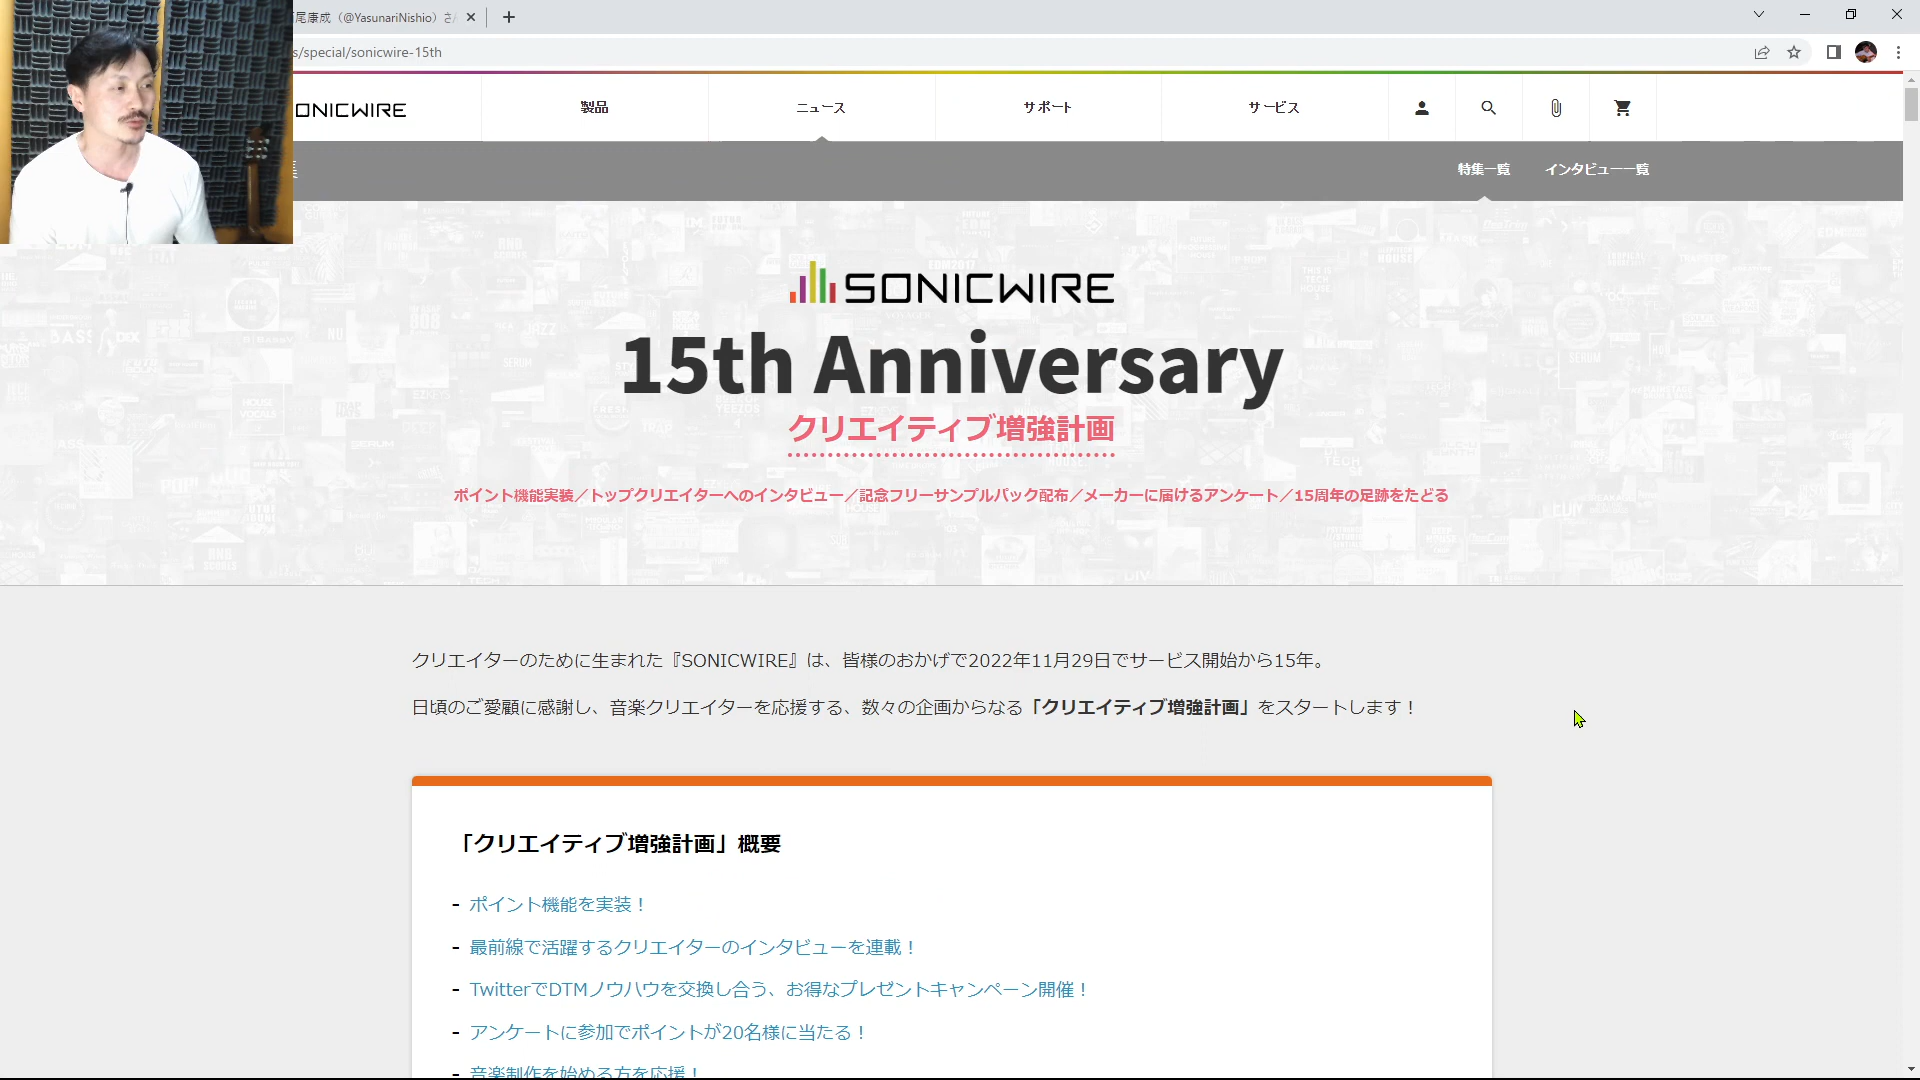 尾康成（@YasunariNishio）さ
s/special/sonicwire-15th
ONICWIRE
製品
ニュース
サポート
サービス
特集一覧
インタビュー一覧
SONICWIRE
15th Anniversary
クリエイティブ増強計画
ポイント機能実装／トップクリエイターへのインタビュー／記念フリーサンプルパック配布／メーカーに届けるアンケート／15周年の足跡をたどる
クリエイターのために生まれた『SONICWIRE』は、皆様のおかげで2022年11月29日でサービス開始から15年。
日頃のご愛顧に感謝し、音楽クリエイターを応援する、数々の企画からなる「クリエイティブ増強計画」をスタートします！
「クリエイティブ増強計画」概要
- ポイント機能を実装！
- 最前線で活躍するクリエイターのインタビューを連載！
- TwitterでDTMノウハウを交換し合う、お得なプレゼントキャンペーン開催！
- アンケートに参加でポイントが20名様に当たる！
- 音楽制作を始める方を応援！